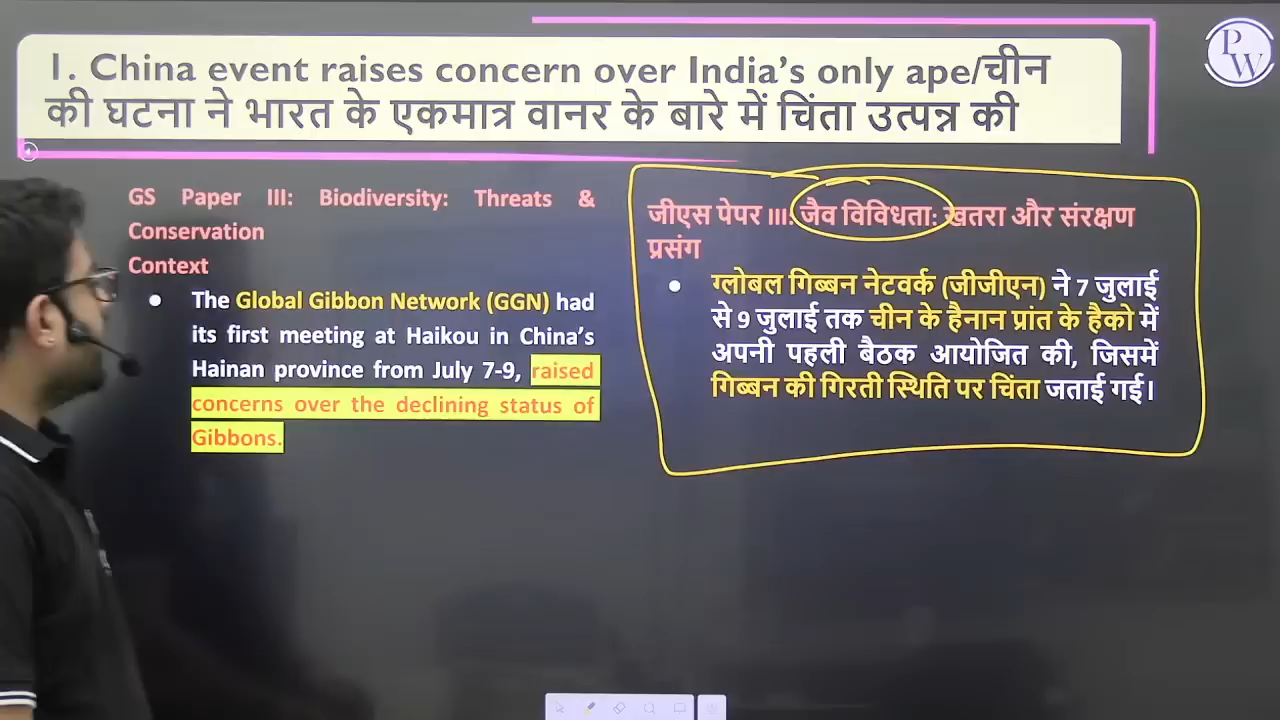 1. China event raises concern over India's only ape/चीन
की घटना ने भारत के एकमात्र वानर के बारे में चिंता उत्पन्न की
PW
GS Paper III: Biodiversity: Threats &
Conservation
Context
• The Global Gibbon Network (GGN) had
its first meeting at Haikou in China's
Hainan province from July 7-9, raised
concerns over the declining status of
Gibbons.
जीएस पेपर III: जैव विविधता: खतरा और संरक्षण
प्रसंग
• ग्लोबल गिब्बन नेटवर्क (जीजीएन) ने 7 जुलाई
से 9 जुलाई तक चीन के हैनान प्रांत के हैको में
अपनी पहली बैठक आयोजित की, जिसमें
गिब्बन की गिरती स्थिति पर चिंता जताई गई।